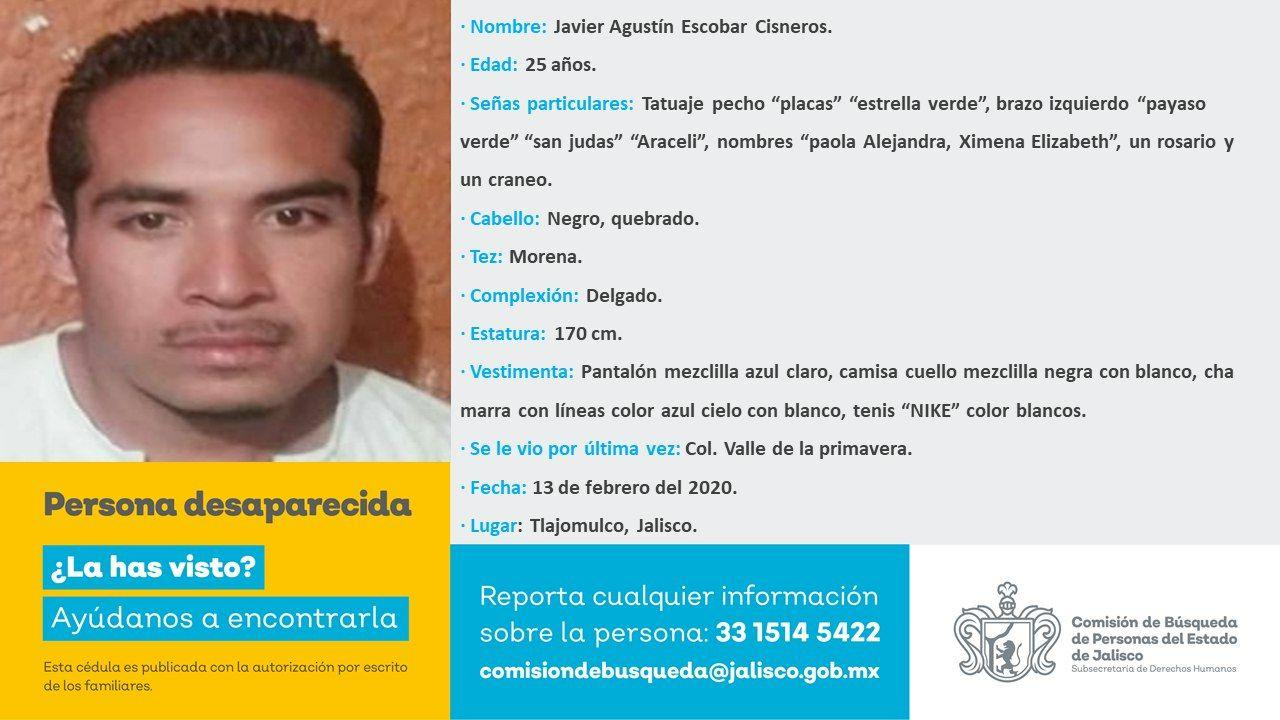 · Nombre: Javier Agustín Escobar Cisneros.
· Edad: 25 años.
· Señas particulares: Tatuaje pecho “placas” “estrella verde”, brazo izquierdo “payaso
verde” “san judas” “Araceli”, nombres “paola Alejandra, Ximena Elizabeth”, un rosario y
un craneo.
· Cabello: Negro, quebrado.
· Tez: Morena.
· Complexión: Delgado.
· Estatura: 170 cm.
· Vestimenta: Pantalón mezclilla azul claro, camisa cuello mezclilla negra con blanco, cha
marra con líneas color azul cielo con blanco, tenis “NIKE” color blancos.
· Se le vio por última vez: Col. Valle de la primavera.
· Fecha: 13 de febrero del 2020.
· Lugar: Tlajomulco, Jalisco.
Persona desaparecida
¿La has visto?
Ayúdanos a encontrarla
Esta cédula es publicada con la autorización por escrito
de los familiares.
Reporta cualquier información
sobre la persona: 33 1514 5422
comisiondebusqueda@jalisco.gob.mx
Comisión de Búsqueda
de Personas del Estado
de Jalisco
Subsecretaría de Derechos Humanos